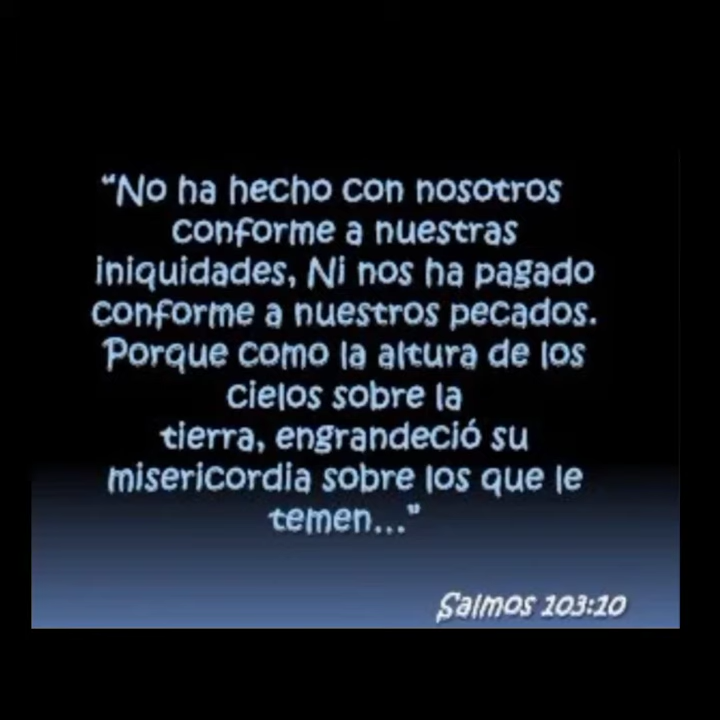 “No ha hecho con nosotros
conforme a nuestras
iniquidades, Ni nos ha pagado
conforme a nuestros pecados.
Porque como la altura de los
cielos sobre la
tierra, engrandeció su
misericordia sobre los que le
temen...”
Salmos 103:10